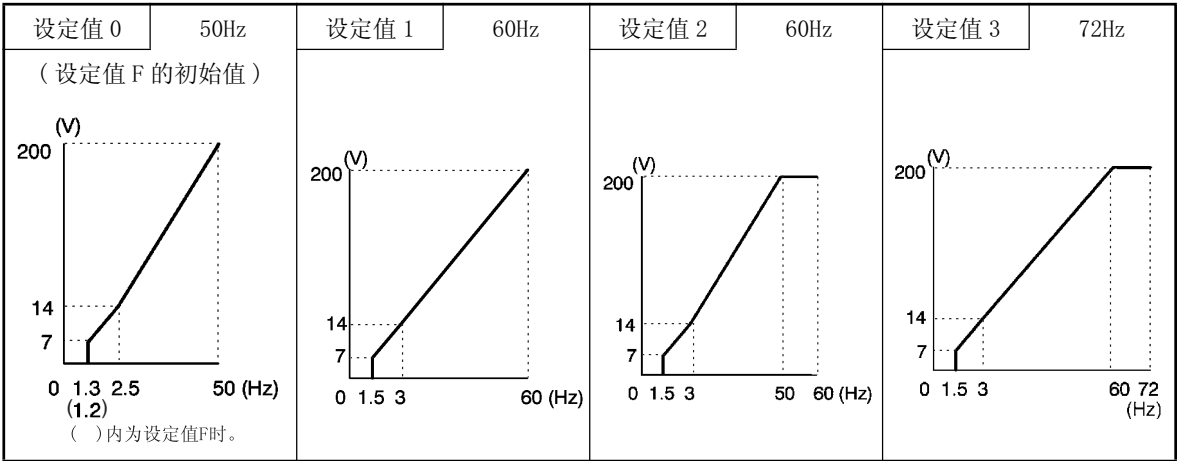 设定值 0 50Hz
(设定值 F 的初始值)
(V)
200
14
7
0 1.3 2.5 50 (Hz)
(1.2)
( )内为设定值F时。
设定值 1 60Hz
(V)
200
14
7
0 1.5 3 60 (Hz)
设定值 2 60Hz
(V)
200
14
7
0 1.5 3 50 60 (Hz)
设定值 3 72Hz
(V)
200
14
7
0 1.5 3 60 72
(Hz)